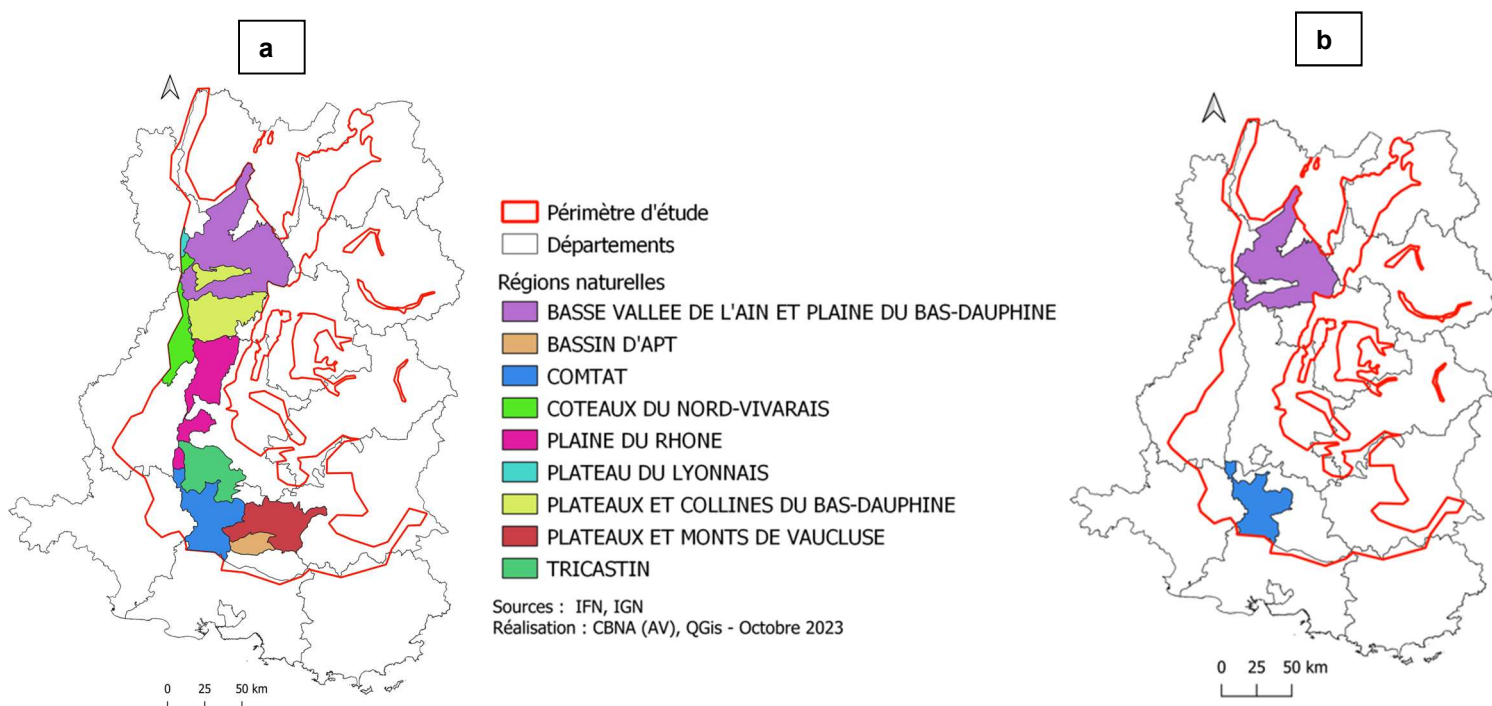 a
b
Périmètre d'étude
Départements
Régions naturelles
BASSE VALLEE DE L'AIN ET PLAINE DU BAS-DAUPHINE
BASSIN D'APT
COMTAT
COTEAUX DU NORD-VIVARAIS
PLAINE DU RHONE
PLATEAU DU LYONNAIS
PLATEAUX ET COLLINES DU BAS-DAUPHINE
PLATEAUX ET MONTS DE VAUCLUSE
TRICASTIN
Sources : IFN, IGN
Réalisation : CBNA (AV), QGis - Octobre 2023
0 25 50 km
0 25 50 km